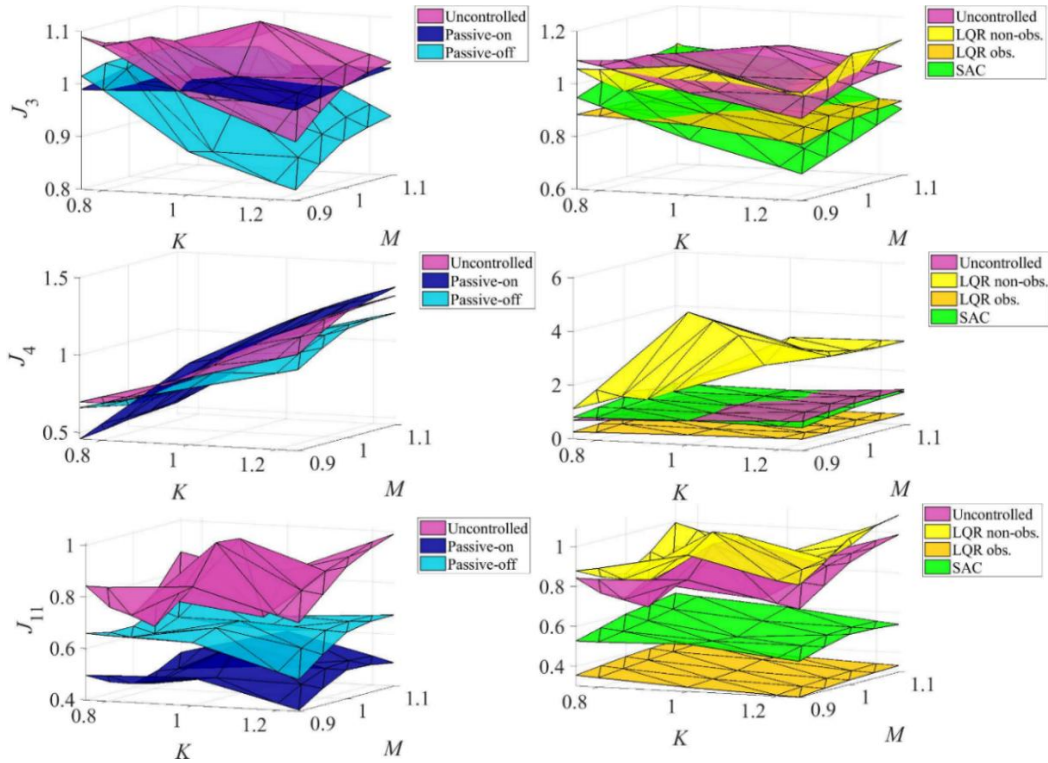 1.1
1
0.9
0.8
J3
0.8
1
1.2
K
0.9
1
1.1
M
Uncontrolled
Passive-on
Passive-off
1.2
1
0.8
0.6
0.8
1
1.2
K
0.9
1
1.1
M
Uncontrolled
LQR non-obs.
LQR obs.
SAC
1.5
1
0.5
J4
0.8
1
1.2
K
0.9
1
1.1
M
Uncontrolled
Passive-on
Passive-off
6
4
2
0
0.8
1
1.2
K
0.9
1
1.1
M
Uncontrolled
LQR non-obs.
LQR obs.
SAC
1
0.8
0.6
0.4
J11
0.8
1
1.2
K
0.9
1
1.1
M
Uncontrolled
Passive-on
Passive-off
1
0.8
0.6
0.4
0.8
1
1.2
K
0.9
1
1.1
M
Uncontrolled
LQR non-obs.
LQR obs.
SAC